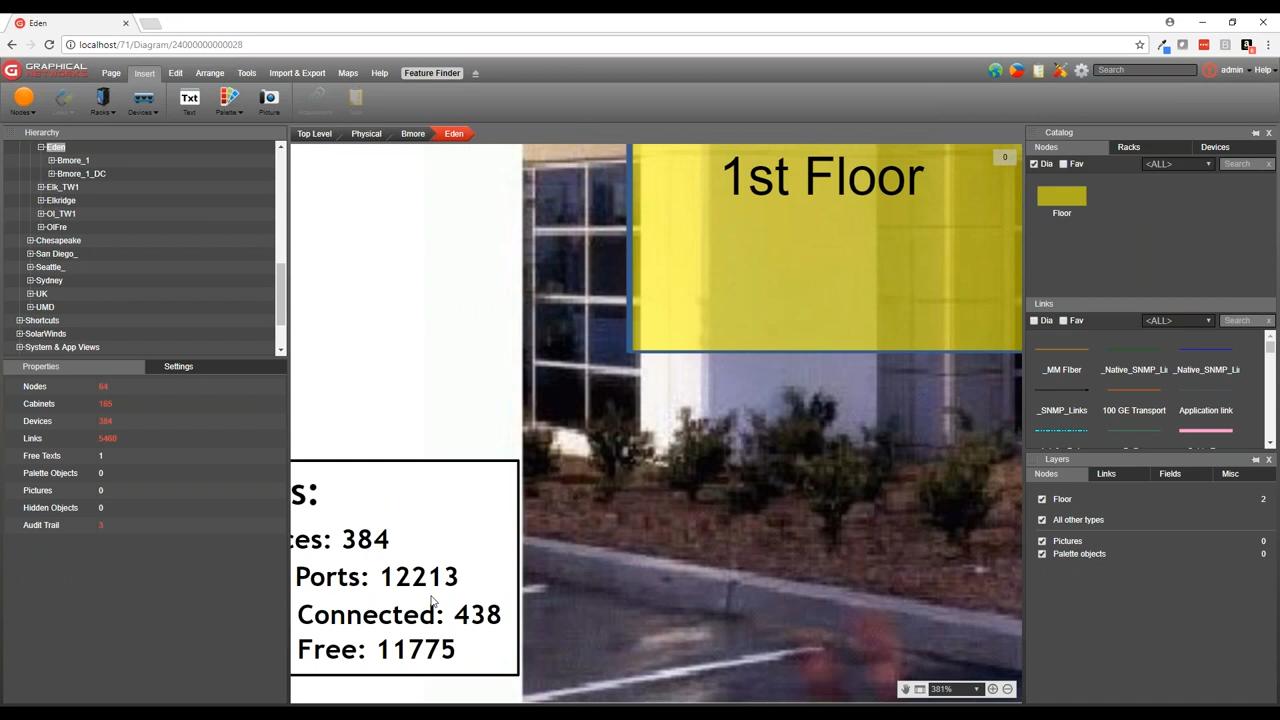 Eden
localhost/71/Diagram/24000000000028
GRAPHICAL NETWORKS
Page Insert Edit Arrange Tools Import & Export Maps Help Feature Finder
Search
admin
Help
Nodes
Racks
Devices
Txt
Text
Palette
Picture
Hierarchy
Eden
Bmore_1
Bmore_1_DC
Elk_TW1
Elkridge
Ol_TW1
OlFre
Chesapeake
San Diego_
Seattle_
Sydney
UK
UMD
Shortcuts
SolarWinds
System & App Views
Properties Settings
Nodes 64
Cabinets 165
Devices 384
Links 5460
Free Texts 1
Palette Objects 0
Pictures 0
Hidden Objects 0
Audit Trail 3
Top Level Physical Bmore Eden
0
1st Floor
s:
ces: 384
Ports: 12213
Connected: 438
Free: 11775
381%
Catalog
Nodes Racks Devices
Dia Fav <ALL> Search x
Floor
Links
Dia Fav <ALL> Search x
_MM FIber _Native_SNMP_Li _Native_SNMP_Li
_SNMP_Links 100 GE Transport Application link
Layers
Nodes Links Fields Misc
Floor 2
All other types
Pictures 0
Palette objects 0